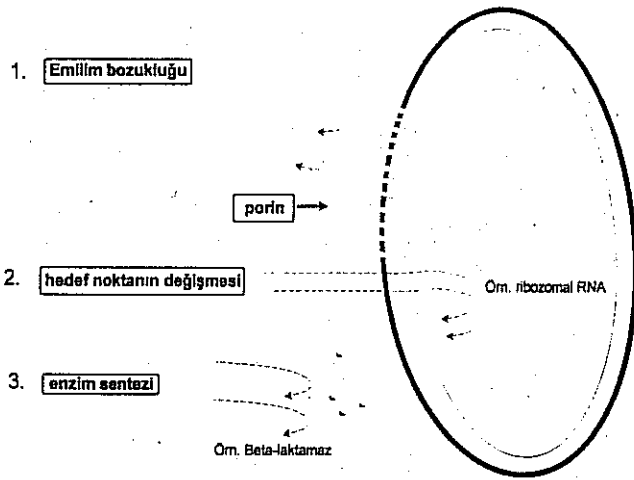 1. Emilim bozukluğu
porin
2. hedef noktanın değişmesi
Örn. ribozomal RNA
3. enzim sentezi
Örn. Beta-laktamaz